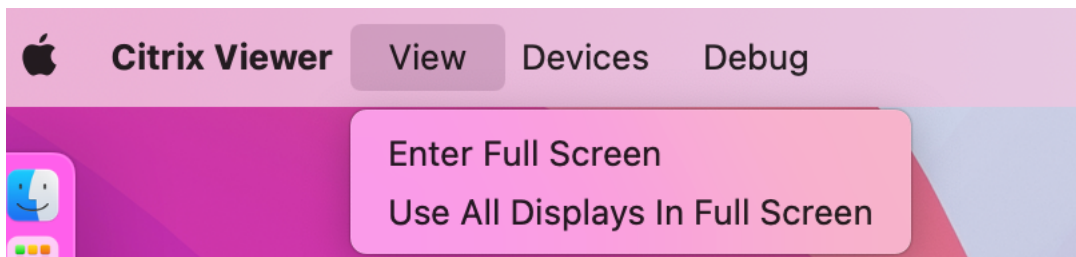 Citrix Viewer View Devices Debug
Enter Full Screen
Use All Displays In Full Screen